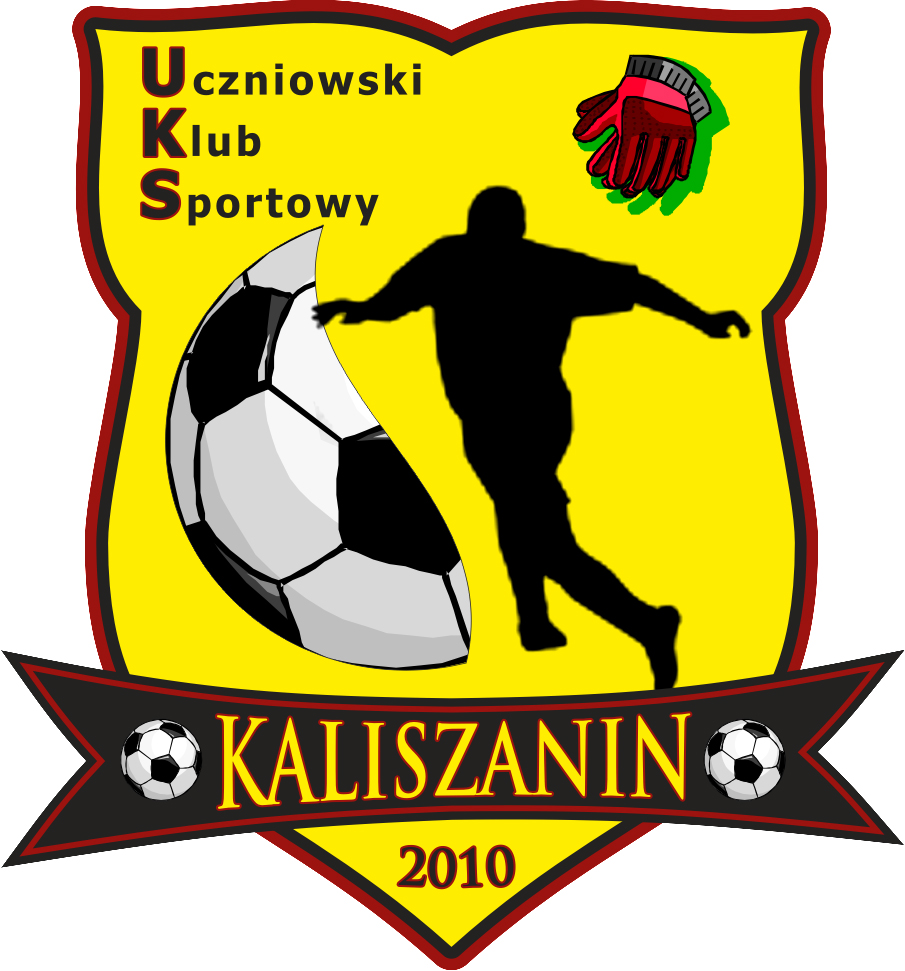 Uczniowski
Klub
Sportowy
KALISZANIN
2010